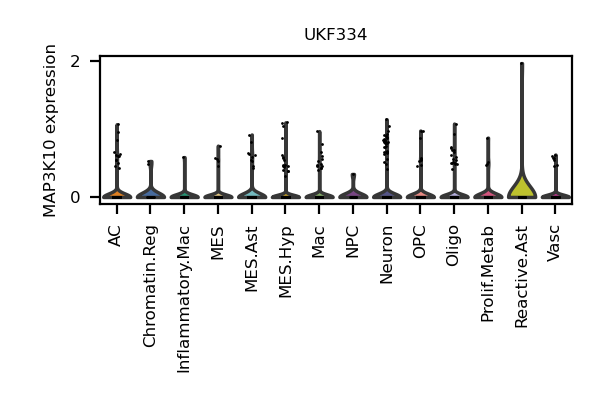 UKF334
MAP3K10 expression
2
0
AC
Chromatin.Reg
Inflammatory.Mac
MES
MES.Ast
MES.Hyp
Mac
NPC
Neuron
OPC
Oligo
Prolif.Metab
Reactive.Ast
Vasc